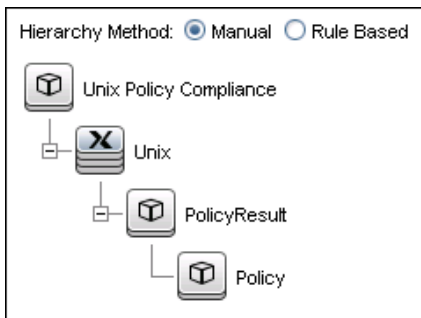 Hierarchy Method: Manual Rule Based
Unix Policy Compliance
Unix
PolicyResult
Policy